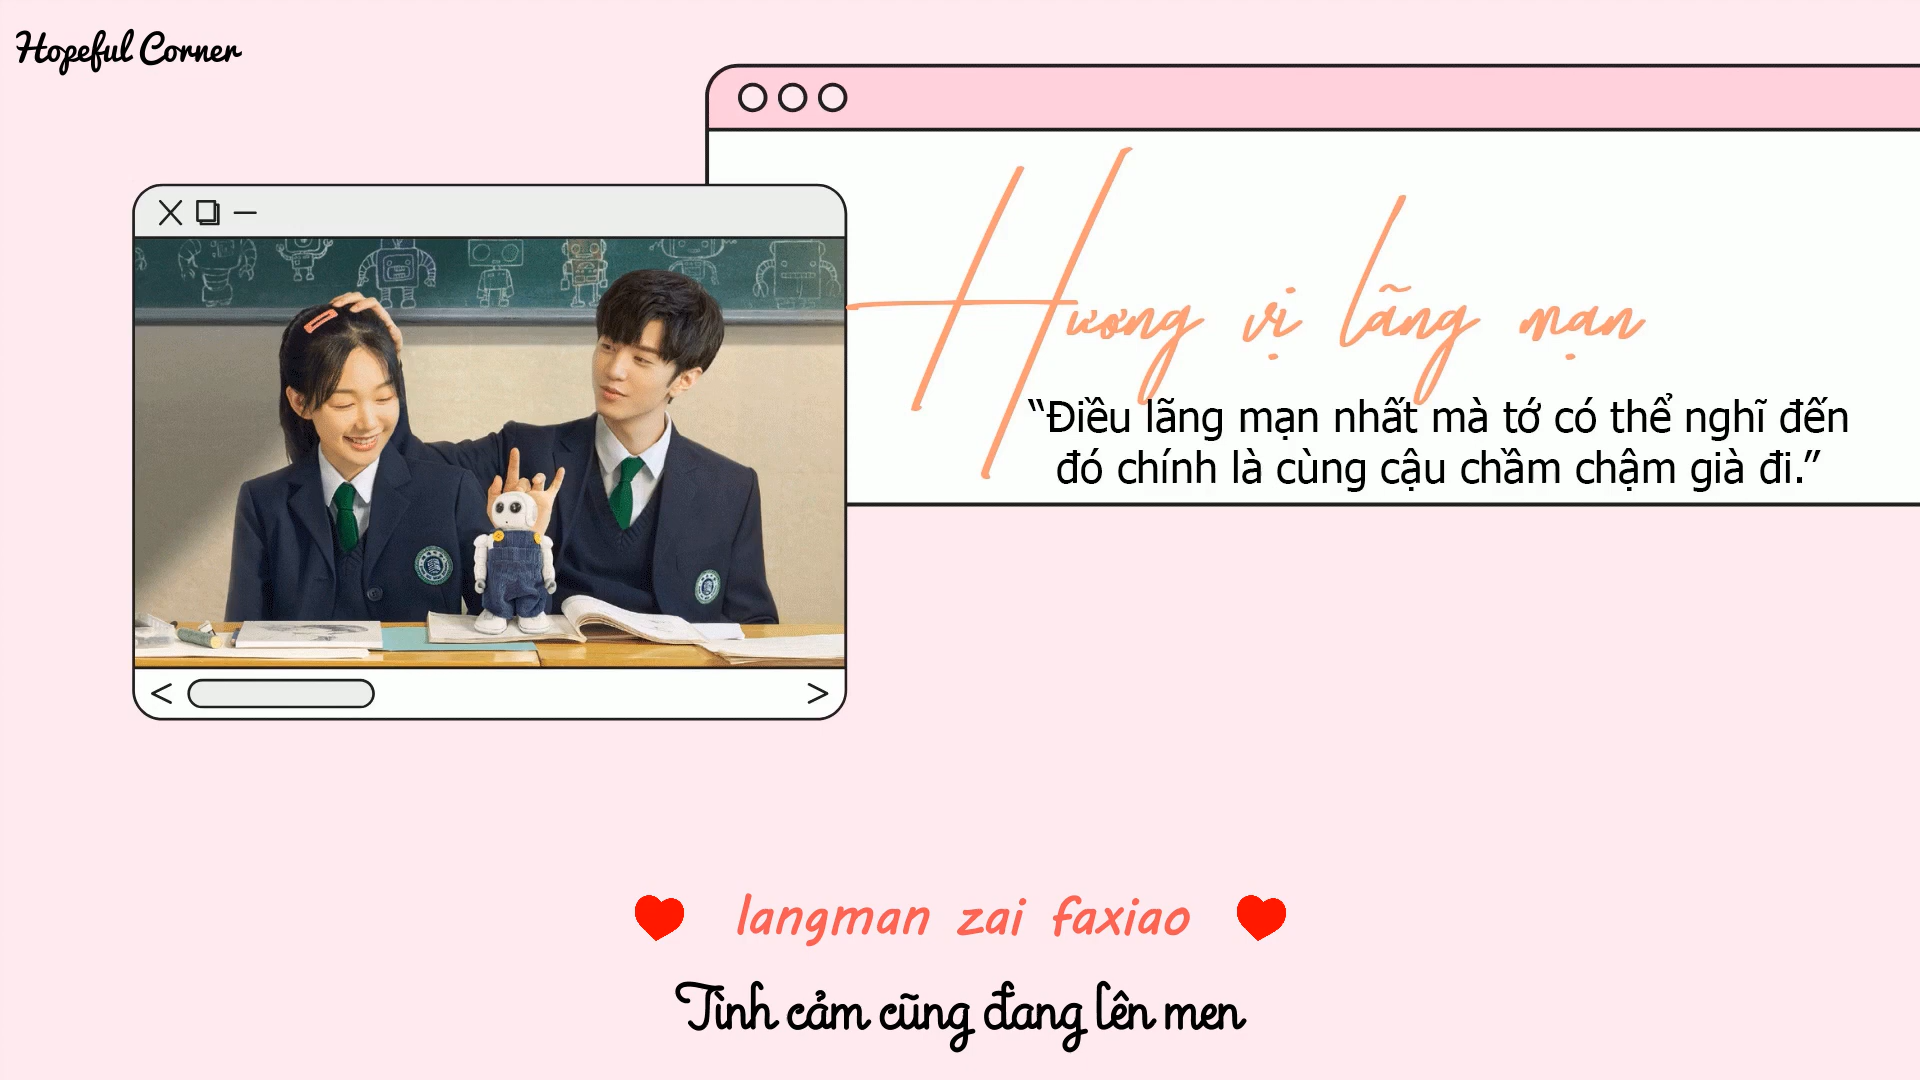 Hopeful Corner
Hương vị lãng mạn
“Điều lãng mạn nhất mà tớ có thể nghĩ đến
đó chính là cùng cậu chầm chậm già đi.”
langman zai faxiao
Tình cảm cũng đang lên men